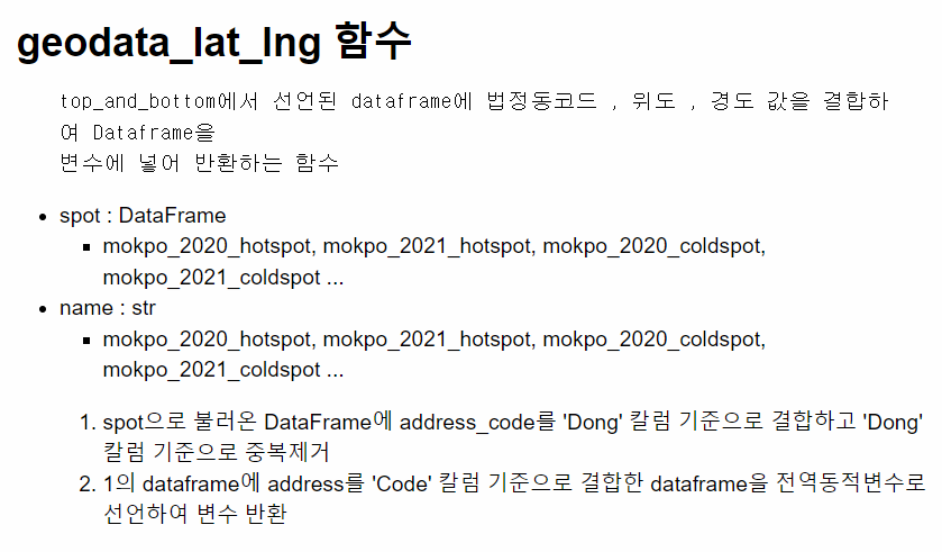 geodata_lat_lng 함수
top_and_bottom에서 선언된 dataframe에 법정동코드 , 위도 , 경도 값을 결합하
여 Dataframe을
변수에 넣어 반환하는 함수
• spot : DataFrame
▪ mokpo_2020_hotspot, mokpo_2021_hotspot, mokpo_2020_coldspot,
mokpo_2021_coldspot ...
• name : str
▪ mokpo_2020_hotspot, mokpo_2021_hotspot, mokpo_2020_coldspot,
mokpo_2021_coldspot ...
1. spot으로 불러온 DataFrame에 address_code를 'Dong' 칼럼 기준으로 결합하고 'Dong'
칼럼 기준으로 중복제거
2. 1의 dataframe에 address를 'Code' 칼럼 기준으로 결합한 dataframe을 전역동적변수로
선언하여 변수 반환